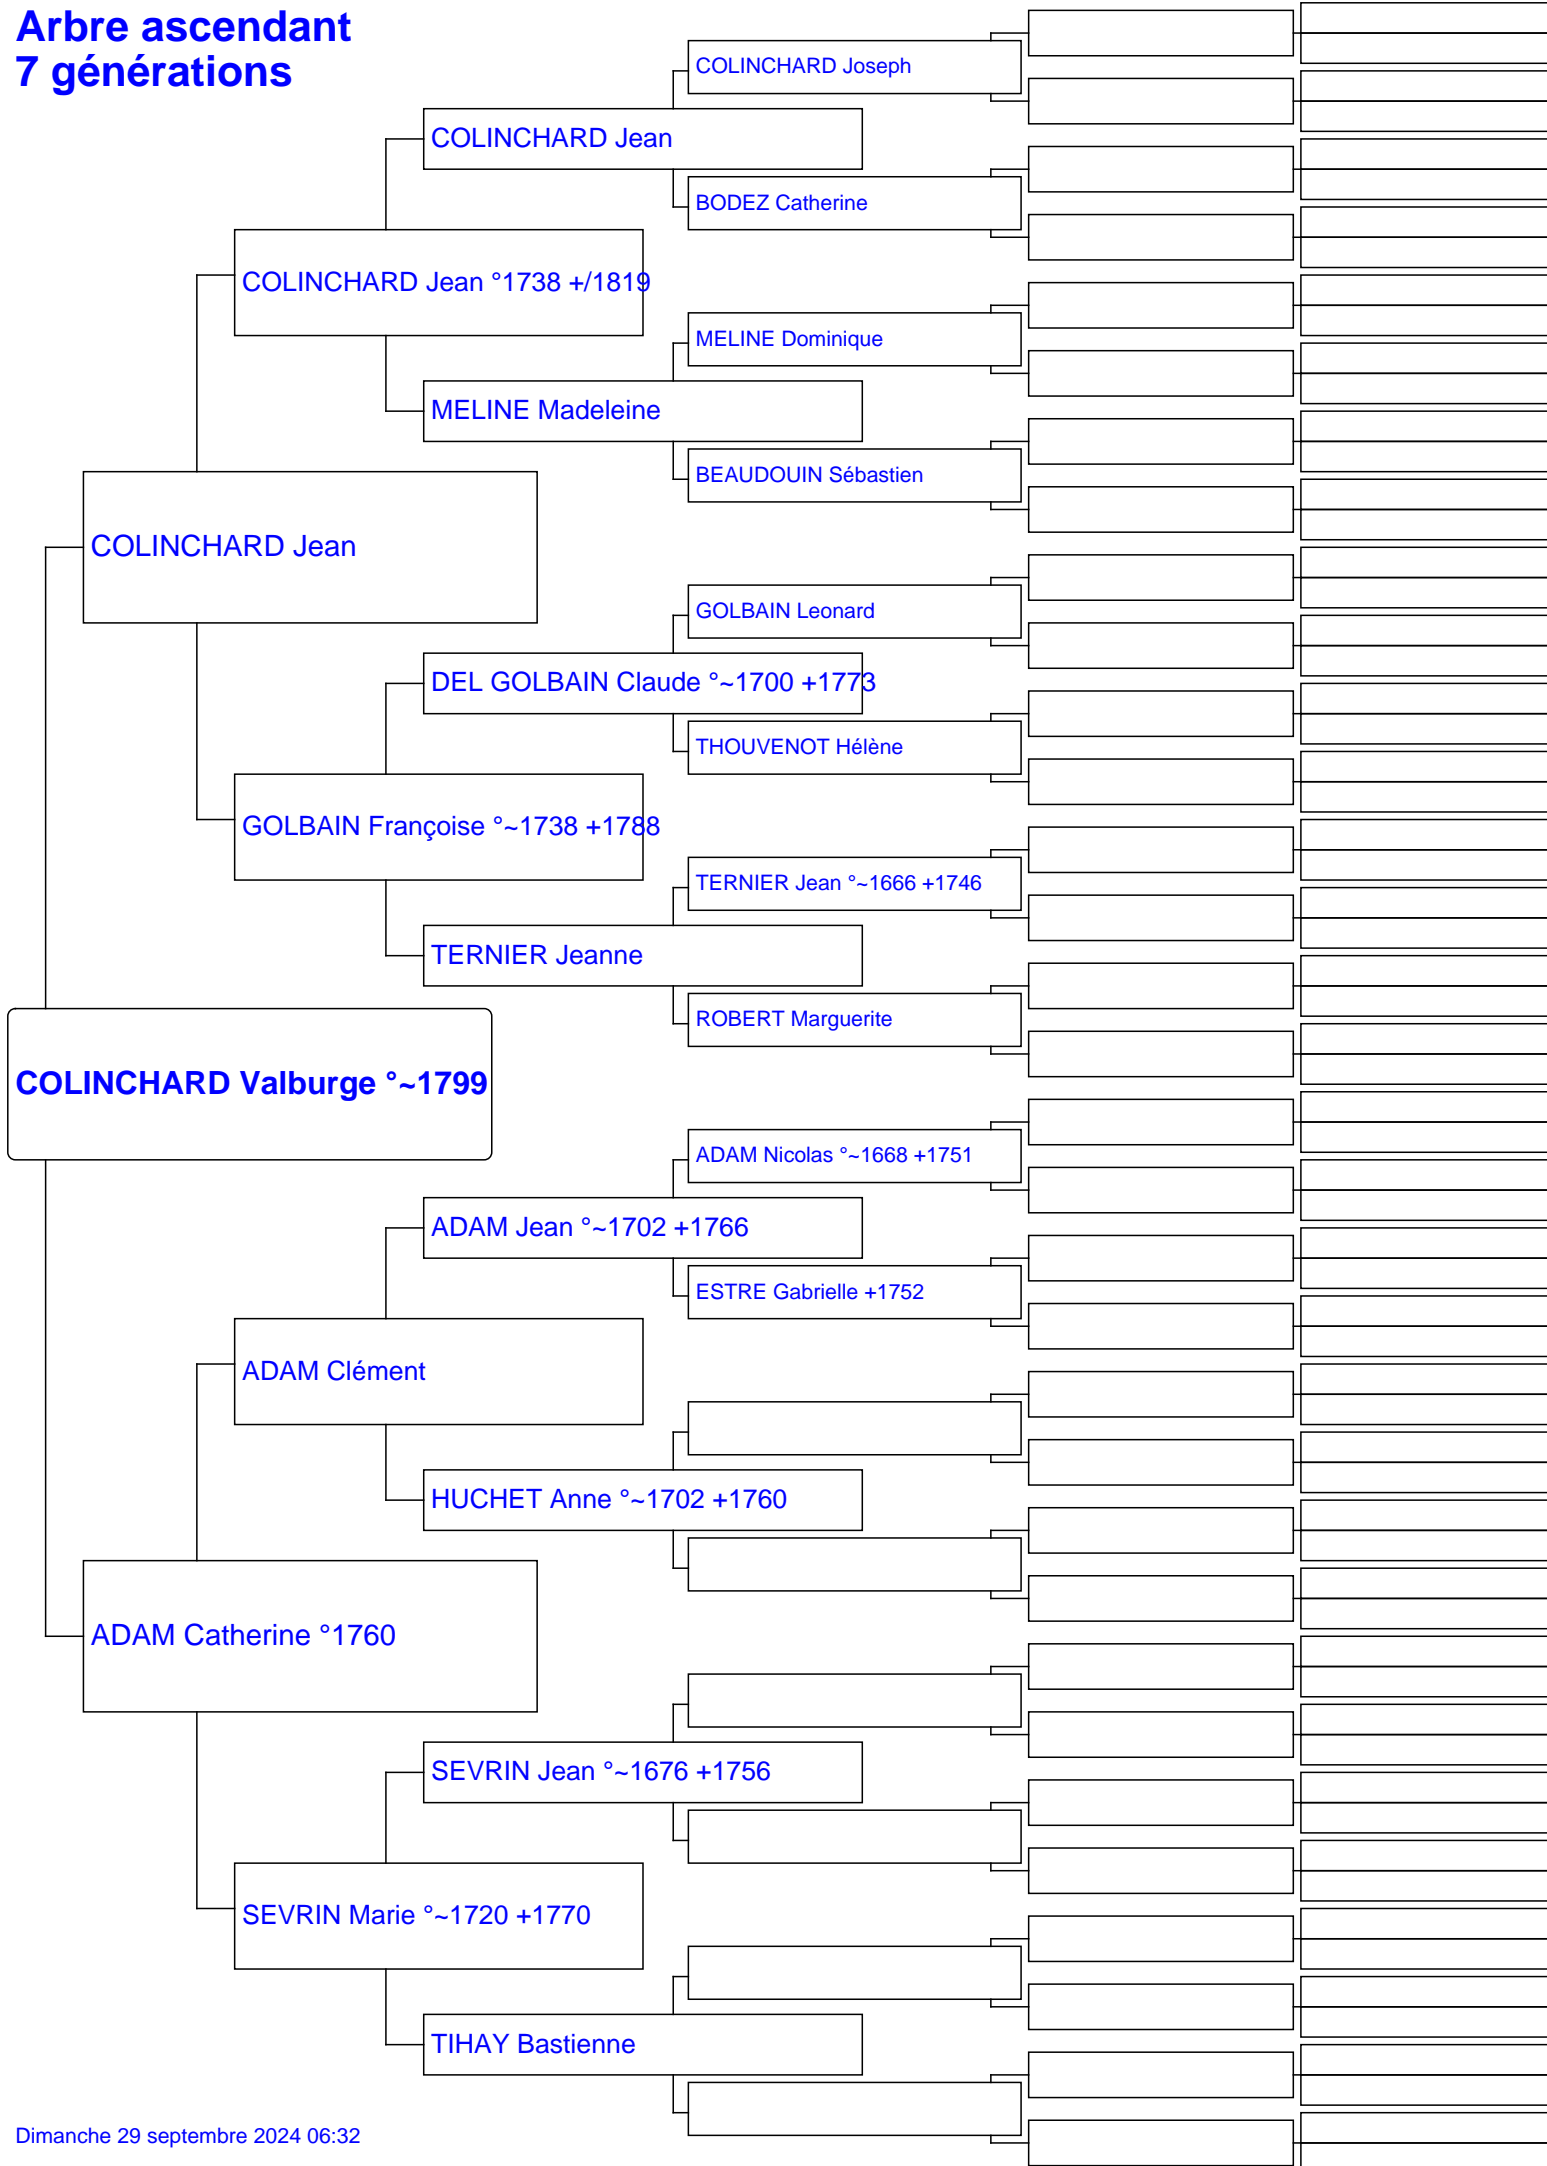 Arbre ascendant
7 générations
COLINCHARD Joseph
COLINCHARD Jean
BODEZ Catherine
COLINCHARD Jean °1738 +/1819
MELINE Dominique
MELINE Madeleine
BEAUDOUIN Sébastien
COLINCHARD Jean
GOLBAIN Leonard
DEL GOLBAIN Claude °~1700 +1773
THOUVENOT Hélène
GOLBAIN Françoise °~1738 +1788
TERNIER Jean °~1666 +1746
TERNIER Jeanne
ROBERT Marguerite
COLINCHARD Valburge °~1799
ADAM Nicolas °~1668 +1751
ADAM Jean °~1702 +1766
ESTRE Gabrielle +1752
ADAM Clément
HUCHET Anne °~1702 +1760
ADAM Catherine °1760
SEVRIN Jean °~1676 +1756
SEVRIN Marie °~1720 +1770
TIHAY Bastienne
Dimanche 29 septembre 2024 06:32